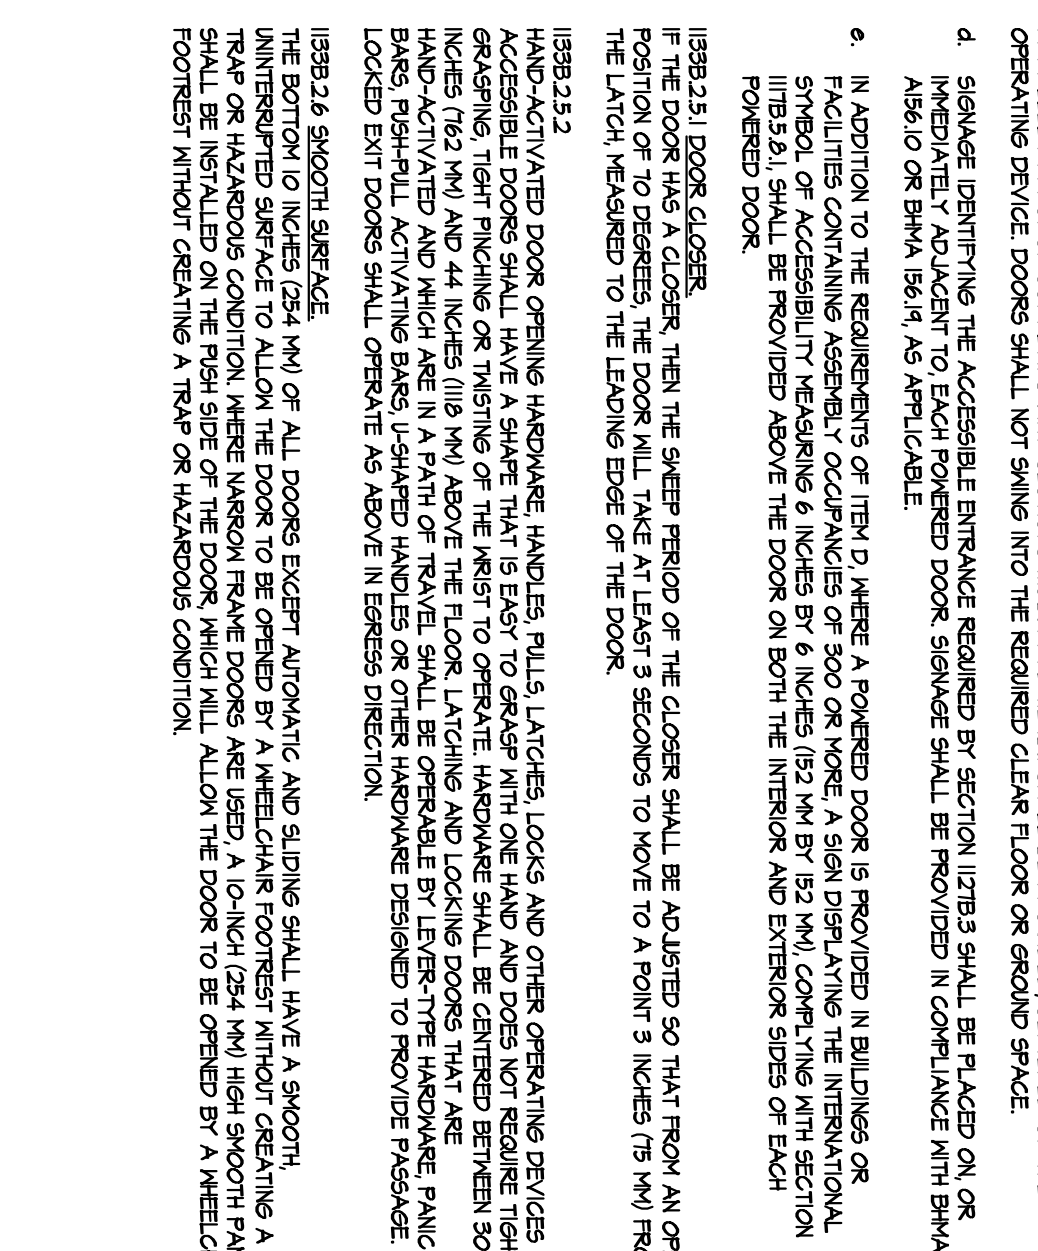 OPERATING DEVICE. DOORS SHALL NOT SWING INTO THE REQUIRED CLEAR FLOOR OR GROUND SPACE.
d. SIGNAGE IDENTIFYING THE ACCESSIBLE ENTRANCE REQUIRED BY SECTION 1127B.3 SHALL BE PLACED ON, OR
IMMEDIATELY ADJACENT TO, EACH POWERED DOOR. SIGNAGE SHALL BE PROVIDED IN COMPLIANCE WITH BHMA
A156.10 OR BHMA 156.19, AS APPLICABLE.
e. IN ADDITION TO THE REQUIREMENTS OF ITEM D, WHERE A POWERED DOOR IS PROVIDED IN BUILDINGS OR
FACILITIES CONTAINING ASSEMBLY OCCUPANCIES OF 300 OR MORE, A SIGN DISPLAYING THE INTERNATIONAL
SYMBOL OF ACCESSIBILITY MEASURING 6 INCHES BY 6 INCHES (152 MM BY 152 MM), COMPLYING WITH SECTION
1117B.5.8.1, SHALL BE PROVIDED ABOVE THE DOOR ON BOTH THE INTERIOR AND EXTERIOR SIDES OF EACH
POWERED DOOR.
1133B.2.5.1 DOOR CLOSER.
IF THE DOOR HAS A CLOSER, THEN THE SWEEP PERIOD OF THE CLOSER SHALL BE ADJUSTED SO THAT FROM AN
POSITION OF 70 DEGREES, THE DOOR WILL TAKE AT LEAST 3 SECONDS TO MOVE TO A POINT 3 INCHES (75 MM)
THE LATCH, MEASURED TO THE LEADING EDGE OF THE DOOR.
1133B.2.5.2
HAND-ACTIVATED DOOR OPENING HARDWARE, HANDLES, PULLS, LATCHES, LOCKS AND OTHER OPERATING DEVICES
ACCESSIBLE DOORS SHALL HAVE A SHAPE THAT IS EASY TO GRASP WITH ONE HAND AND DOES NOT REQUIRE TIGH
GRASPING, TIGHT PINCHING OR TWISTING OF THE WRIST TO OPERATE. HARDWARE SHALL BE CENTERED BETWEEN 30
INCHES (762 MM) AND 44 INCHES (1118 MM) ABOVE THE FLOOR. LATCHING AND LOCKING DOORS THAT ARE
HAND-ACTIVATED AND WHICH ARE IN A PATH OF TRAVEL SHALL BE OPERABLE BY LEVER-TYPE HARDWARE, PANIC
BARS, PUSH-PULL ACTIVATING BARS, U-SHAPED HANDLES OR OTHER HARDWARE DESIGNED TO PROVIDE PASSAGE.
LOCKED EXIT DOORS SHALL OPERATE AS ABOVE IN EGRESS DIRECTION.
1133B.2.6 SMOOTH SURFACE.
THE BOTTOM 10 INCHES (254 MM) OF ALL DOORS EXCEPT AUTOMATIC AND SLIDING SHALL HAVE A SMOOTH,
UNINTERRUPTED SURFACE TO ALLOW THE DOOR TO BE OPENED BY A WHEELCHAIR FOOTREST WITHOUT CREATING A
TRAP OR HAZARDOUS CONDITION. WHERE NARROW FRAME DOORS ARE USED, A 10-INCH (254 MM) HIGH SMOOTH PA
SHALL BE INSTALLED ON THE PUSH SIDE OF THE DOOR, WHICH WILL ALLOW THE DOOR TO BE OPENED BY A WHEELC
FOOTREST WITHOUT CREATING A TRAP OR HAZARDOUS CONDITION.